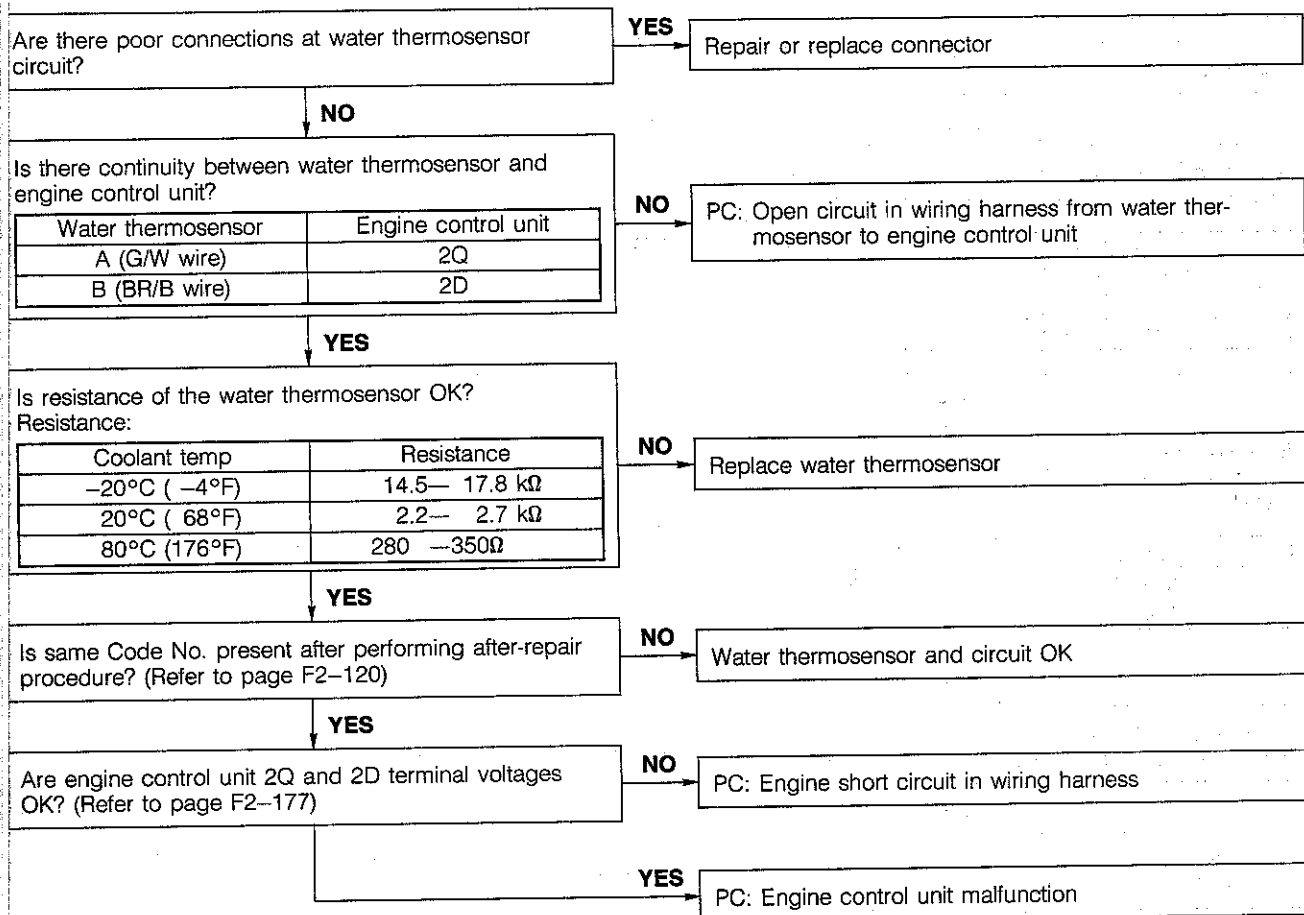 Are there poor connections at water thermosensor
circuit?
YES
Repair or replace connector
NO
Is there continuity between water thermosensor and
engine control unit?
Water thermosensor Engine control unit
A (G/W wire) 2Q
B (BR/B wire) 2D
NO
PC: Open circuit in wiring harness from water ther-
mosensor to engine control unit
YES
Is resistance of the water thermosensor OK?
Resistance:
Coolant temp Resistance
−20°C ( −4°F) 14.5— 17.8 kΩ
20°C ( 68°F) 2.2— 2.7 kΩ
80°C (176°F) 280 —350Ω
NO
Replace water thermosensor
YES
Is same Code No. present after performing after-repair
procedure? (Refer to page F2–120)
NO
Water thermosensor and circuit OK
YES
Are engine control unit 2Q and 2D terminal voltages
OK? (Refer to page F2–177)
NO
PC: Engine short circuit in wiring harness
YES
PC: Engine control unit malfunction